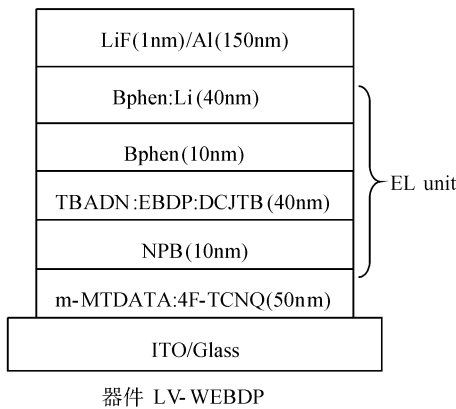 LiF(1nm)/Al(150nm)
Bphen:Li(40nm)
Bphen(10nm)
EL unit
TBADN:EBDP:DCJTB(40nm)
NPB(10nm)
m-MTDATA:4F-TCNQ(50nm)
ITO/Glass
器件 LV-WEBDP